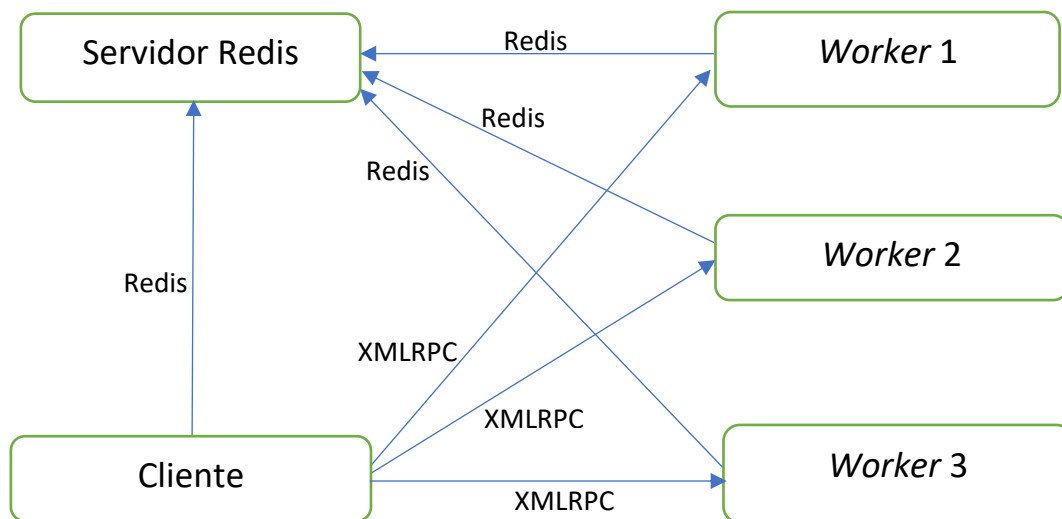 Servidor Redis
Redis
Worker 1
Redis
Redis
Worker 2
Redis
XMLRPC
XMLRPC
Cliente
Worker 3
XMLRPC